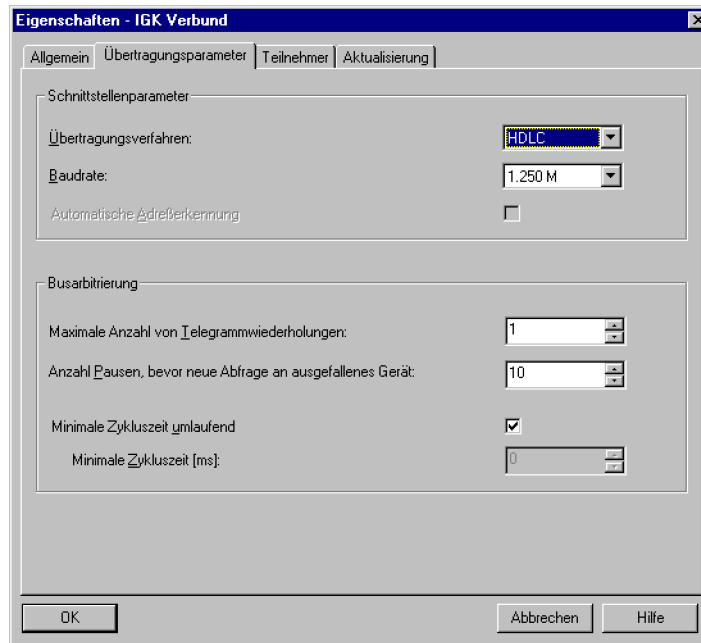 Eigenschaften - IGK Verbund
Allgemein Übertragungsparameter Teilnehmer Aktualisierung
Schnittstellenparameter
Übertragungsverfahren: HDLC
Baudrate: 1.250 M
Automatische Adreßerkennung
Busarbitrierung
Maximale Anzahl von Telegrammwiederholungen: 1
Anzahl Pausen, bevor neue Abfrage an ausgefallenes Gerät: 10
Minimale Zykluszeit umlaufend
Minimale Zykluszeit [ms]: 0
OK Abbrechen Hilfe